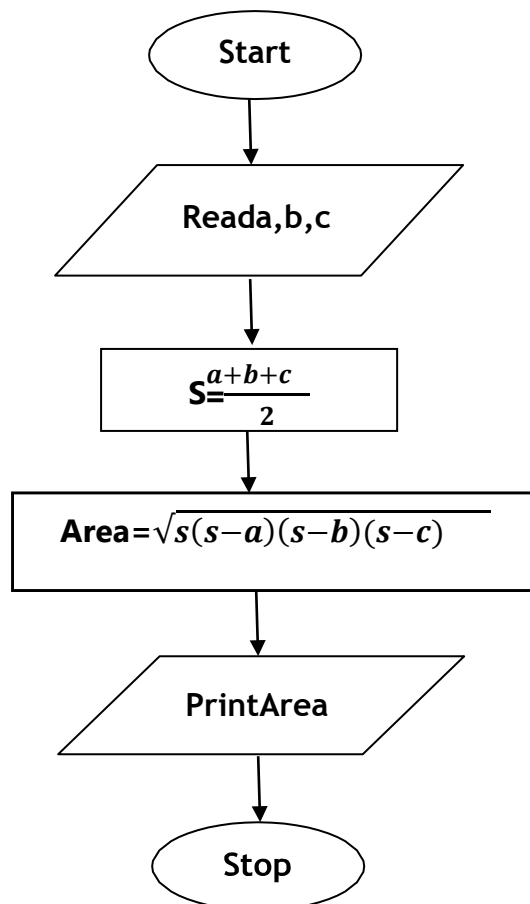 Start
Reada,b,c
S=a+b+c/2
Area=√s(s−a)(s−b)(s−c)
PrintArea
Stop